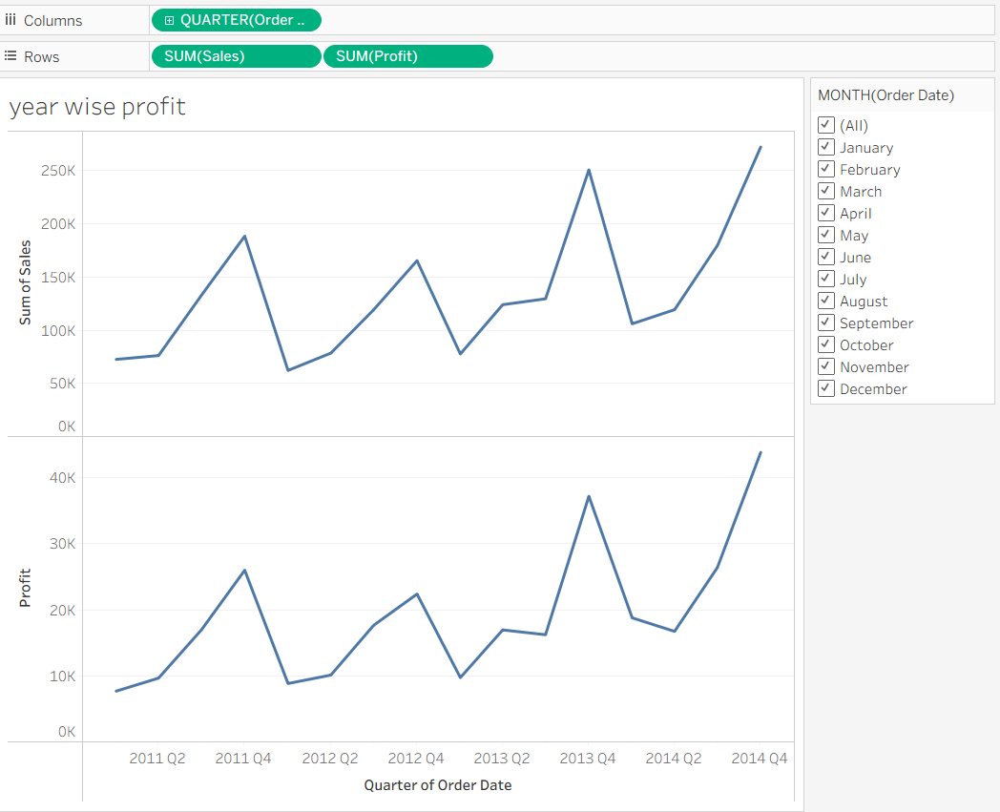 Columns
QUARTER(Order ..
Rows
SUM(Sales)
SUM(Profit)
year wise profit
250K
200K
150K
100K
50K
0K
Sum of Sales
40K
30K
20K
10K
0K
Profit
2011 Q2
2011 Q4
2012 Q2
2012 Q4
2013 Q2
2013 Q4
2014 Q2
2014 Q4
Quarter of Order Date
MONTH(Order Date)
(All)
January
February
March
April
May
June
July
August
September
October
November
December